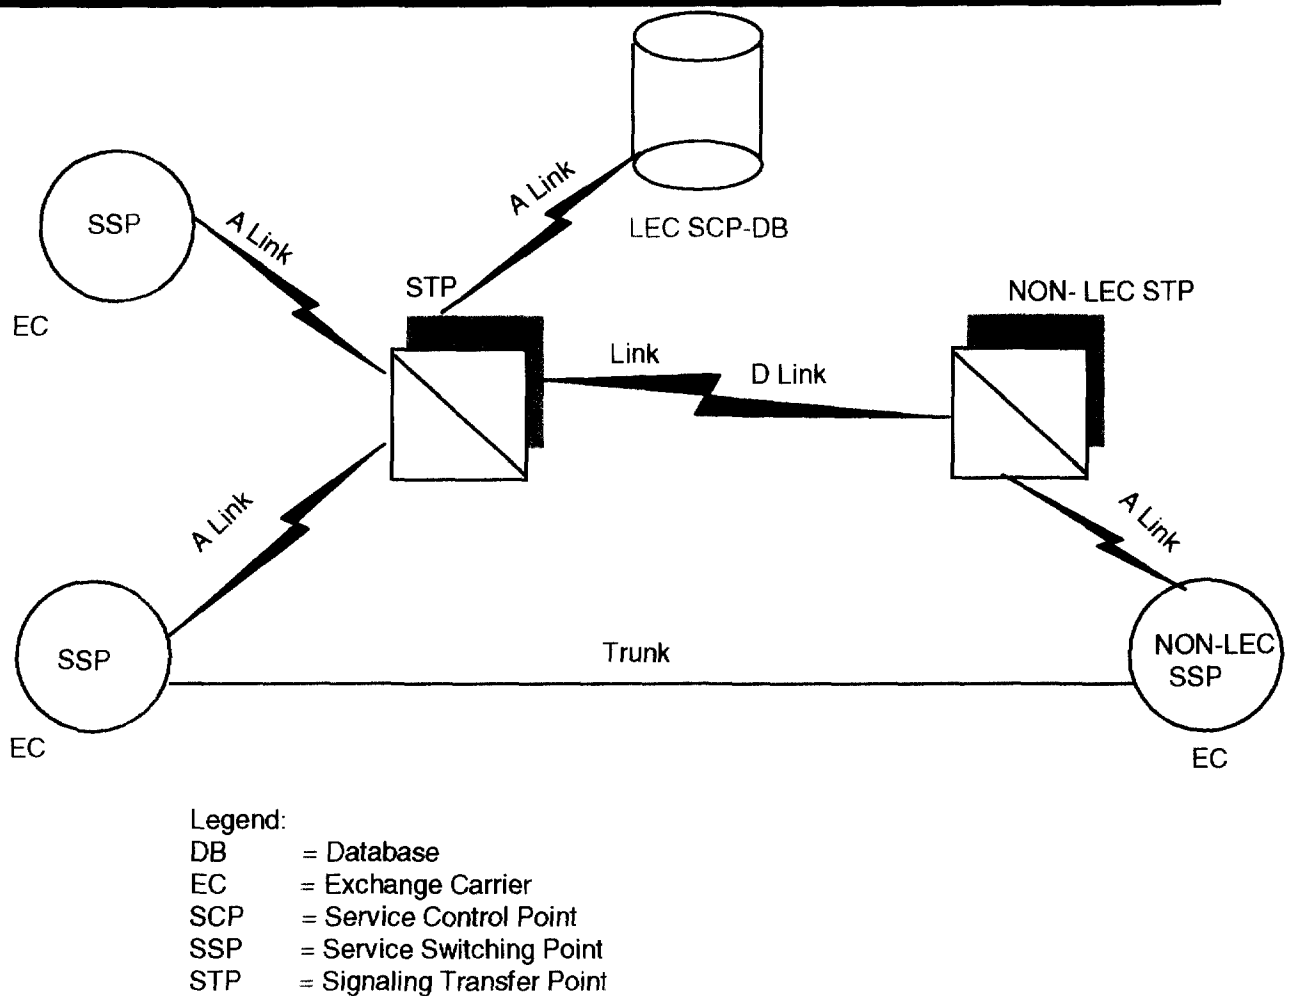 A Link
LEC SCP-DB
SSP
A Link
EC
STP
NON- LEC STP
Link
D Link
A Link
A Link
SSP
EC
Trunk
NON-LEC
SSP
EC
Legend:
DB = Database
EC = Exchange Carrier
SCP = Service Control Point
SSP = Service Switching Point
STP = Signaling Transfer Point